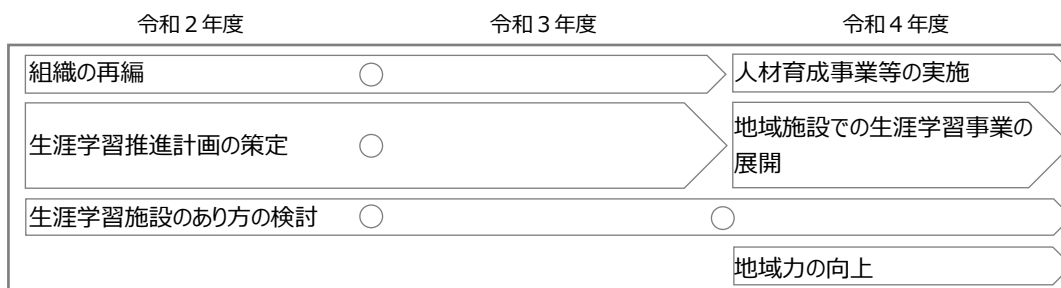 令和２年度 令和３年度 令和４年度
組織の再編 ○ 人材育成事業等の実施
生涯学習推進計画の策定 ○ 地域施設での生涯学習事業の
展開
生涯学習施設のあり方の検討 ○ ○
地域力の向上